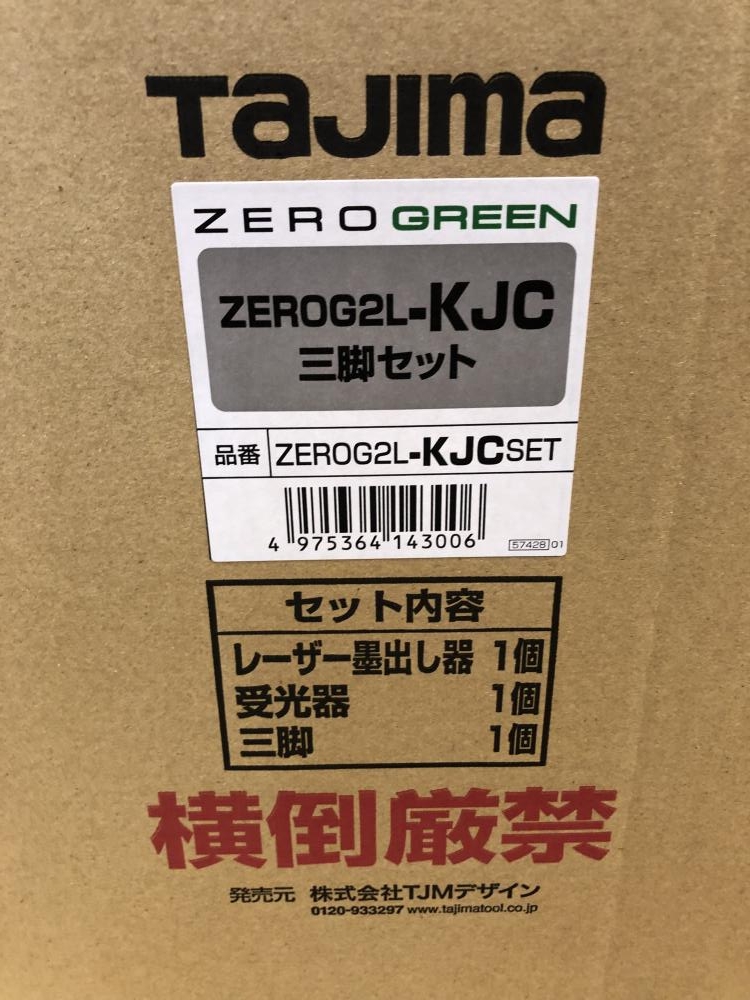 Tajima
ZERO GREEN
ZEROG2L-KJC
三脚セット
品番 ZEROG2L-KJCSET
4 975364 143006
57428 01
セット内容
レーザー墨出し器 1個
受光器 1個
三脚 1個
横倒厳禁
発売元 株式会社TJMデザイン
0120-933297 www.tajimatool.co.jp